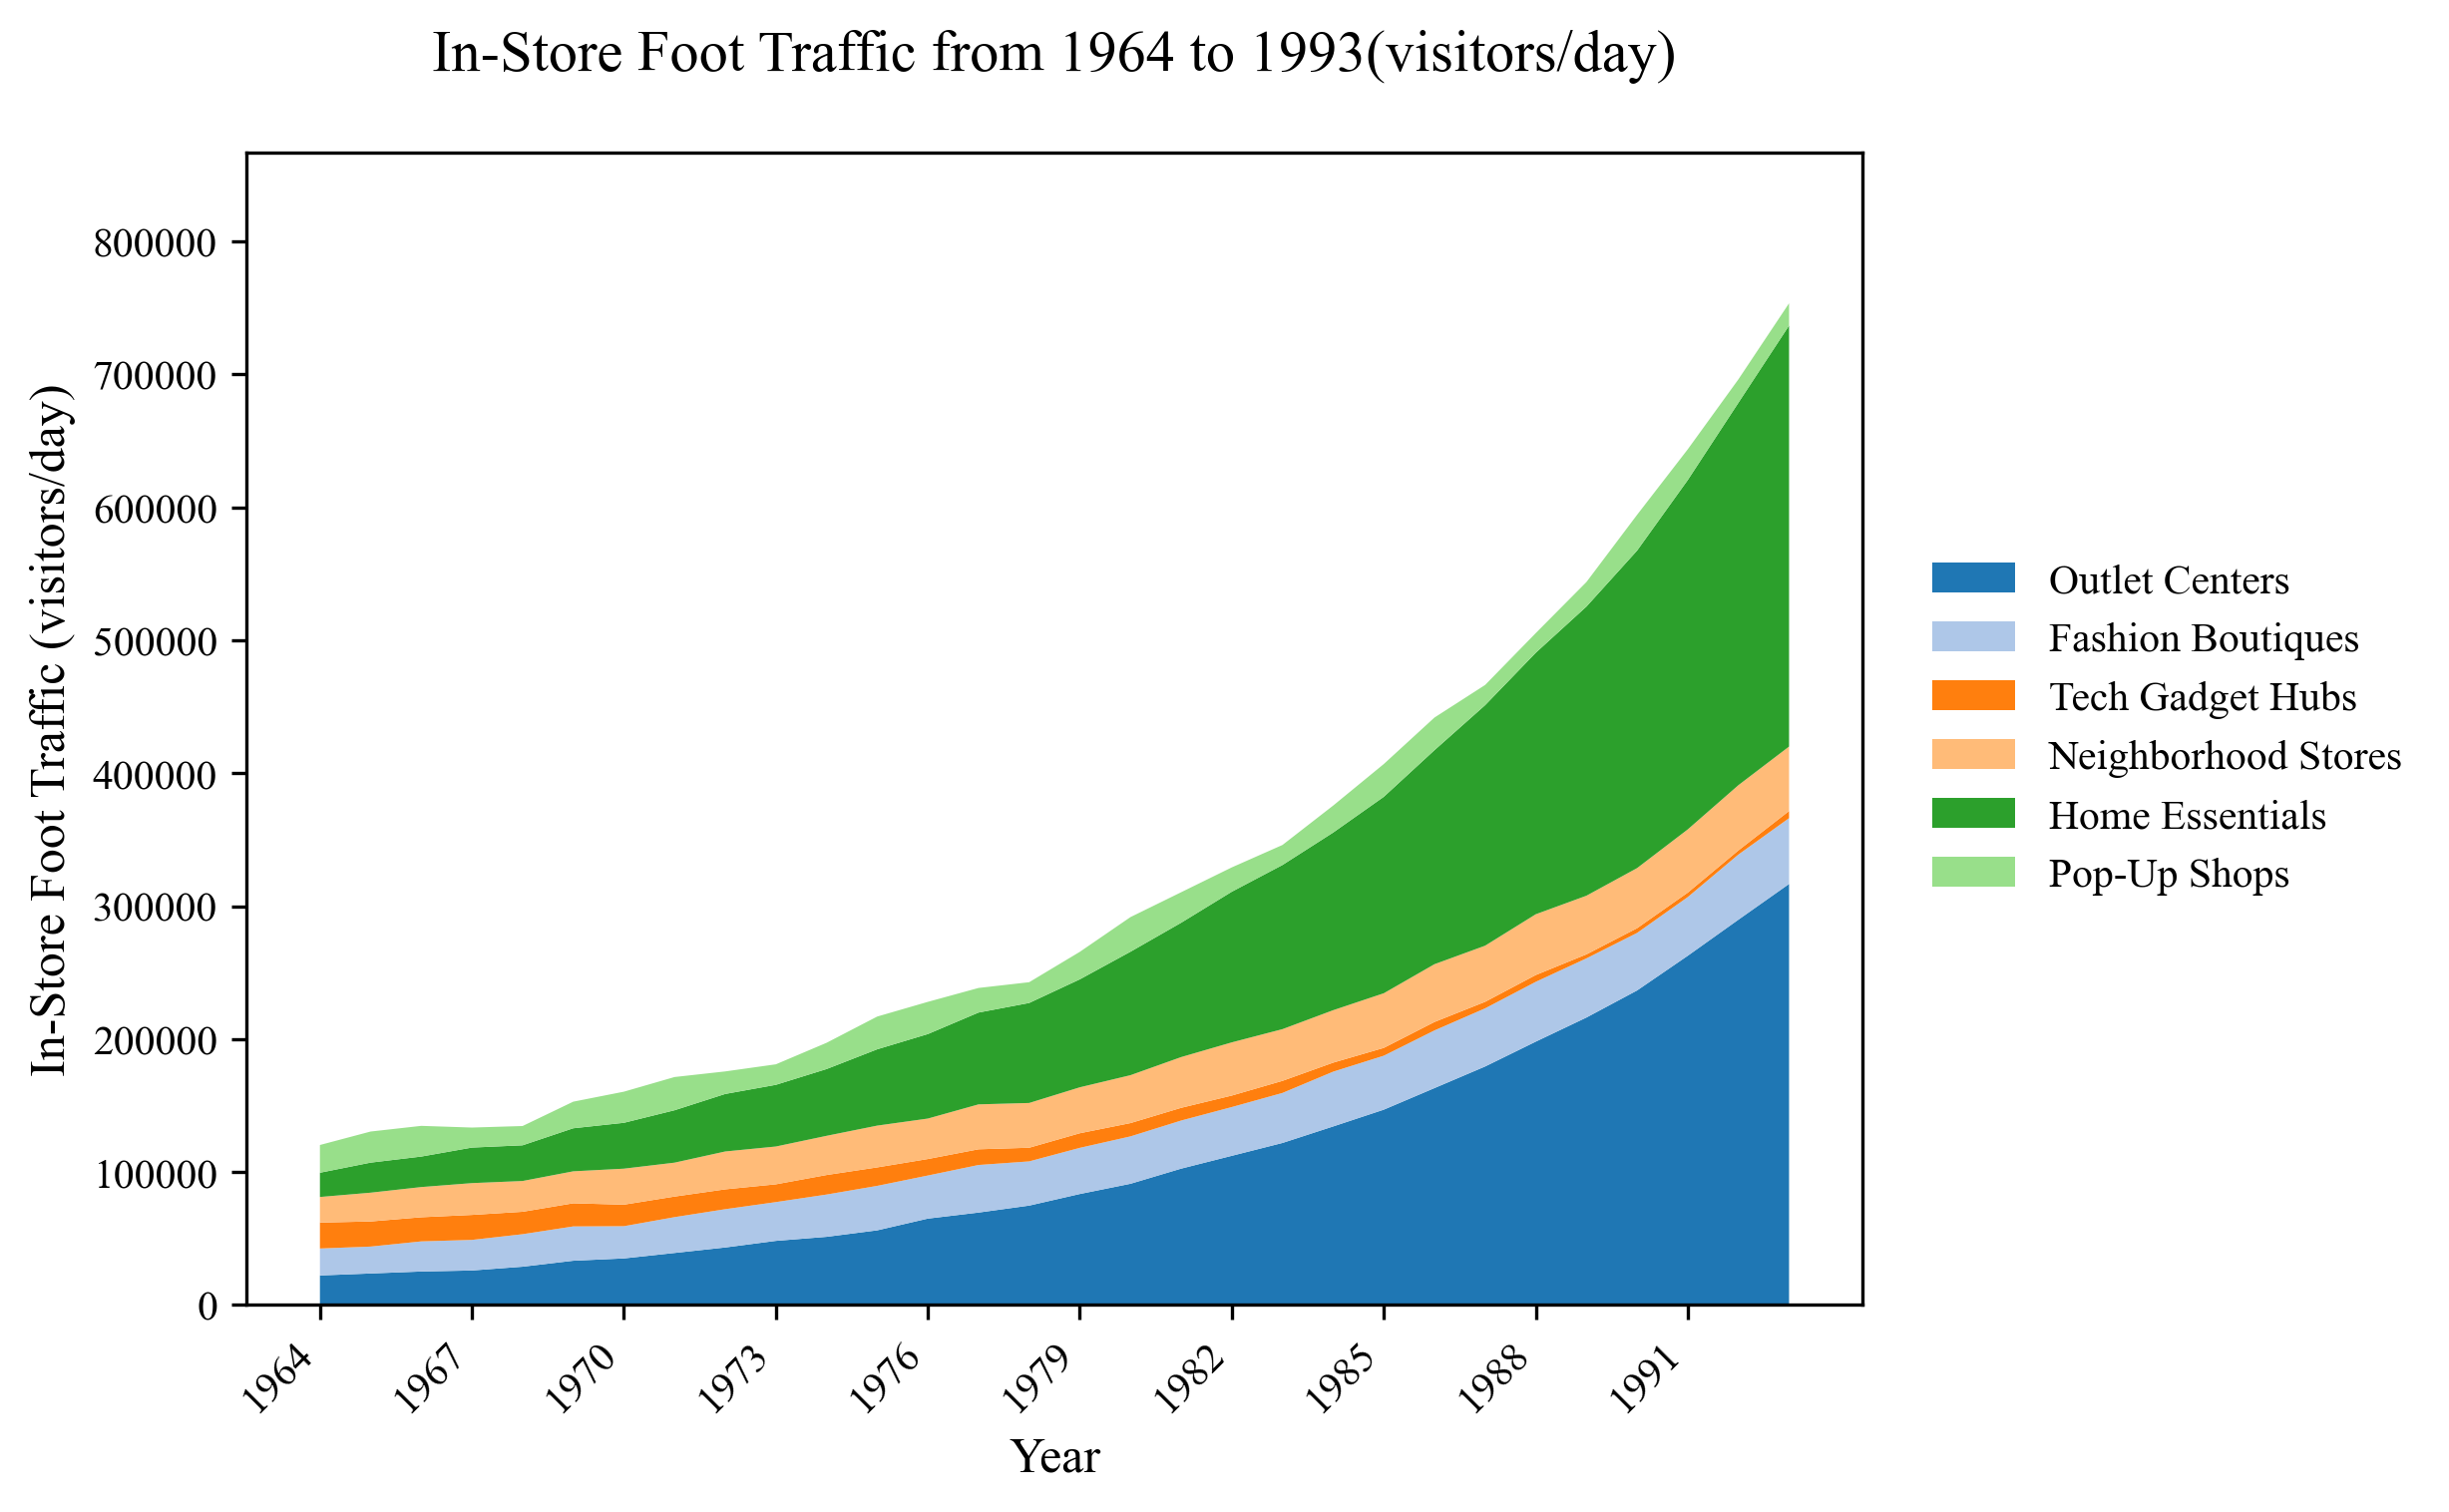 In-Store Foot Traffic from 1964 to 1993(visitors/day)
In-Store Foot Traffic (visitors/day)
800000
700000
600000
500000
400000
300000
200000
100000
0
1964
1967
1970
1973
1976
1979
1982
1985
1988
1991
Year
Outlet Centers
Fashion Boutiques
Tech Gadget Hubs
Neighborhood Stores
Home Essentials
Pop-Up Shops